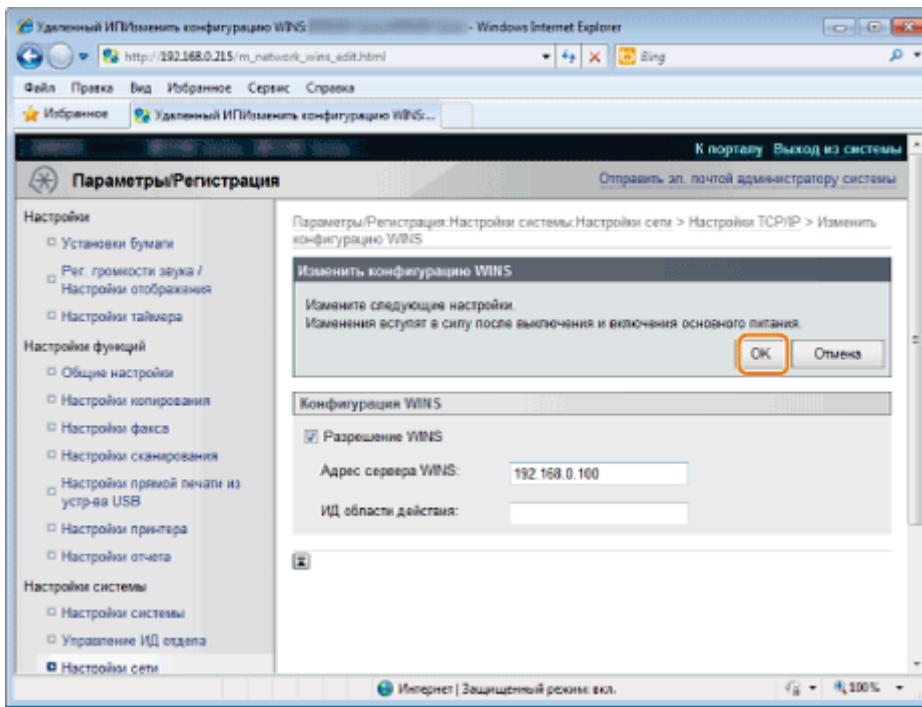 Удаленный ИП\Изменить конфигурацию WINS: - Windows Internet Explorer
http://192.168.0.215/m_network_wins_edit.html
Bing
Файл Правка Вид Избранное Сервис Справка
Избранное Удаленный ИП\Изменить конфигурацию WINS:...
К порталу Выход из системы
Параметры/Регистрация Отправить эл. почтой администратору системы
Настройки
Установки бумаги
Рег. громкости звука /
Настройки отображения
Настройки таймера
Настройки функций
Общие настройки
Настройки копирования
Настройки факса
Настройки сканирования
Настройки прямой печати из
устр-ва USB
Настройки принтера
Настройки отчета
Настройки системы
Настройки системы
Управление ИД отдела
Настройки сети
Параметры/Регистрация:Настройки системы:Настройки сети > Настройки TCP/IP > Изменить
конфигурацию WINS
Изменить конфигурацию WINS
Измените следующие настройки.
Изменения вступят в силу после выключения и включения основного питания.
OK Отмена
Конфигурация WINS
Разрешение WINS
Адрес сервера WINS: 192.168.0.100
ИД области действия:
Интернет | Защищенный режим: вкл. 100%